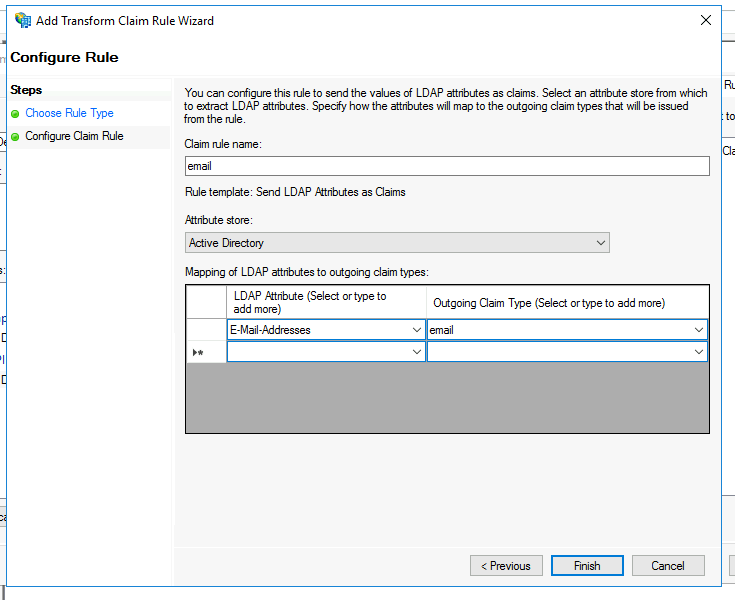 Add Transform Claim Rule Wizard
Configure Rule
Steps
Choose Rule Type
Configure Claim Rule
You can configure this rule to send the values of LDAP attributes as claims. Select an attribute store from which
to extract LDAP attributes. Specify how the attributes will map to the outgoing claim types that will be issued
from the rule.
Claim rule name:
email
Rule template: Send LDAP Attributes as Claims
Attribute store:
Active Directory
Mapping of LDAP attributes to outgoing claim types:
LDAP Attribute (Select or type to
add more)
Outgoing Claim Type (Select or type to add more)
E-Mail-Addresses
email
< Previous
Finish
Cancel